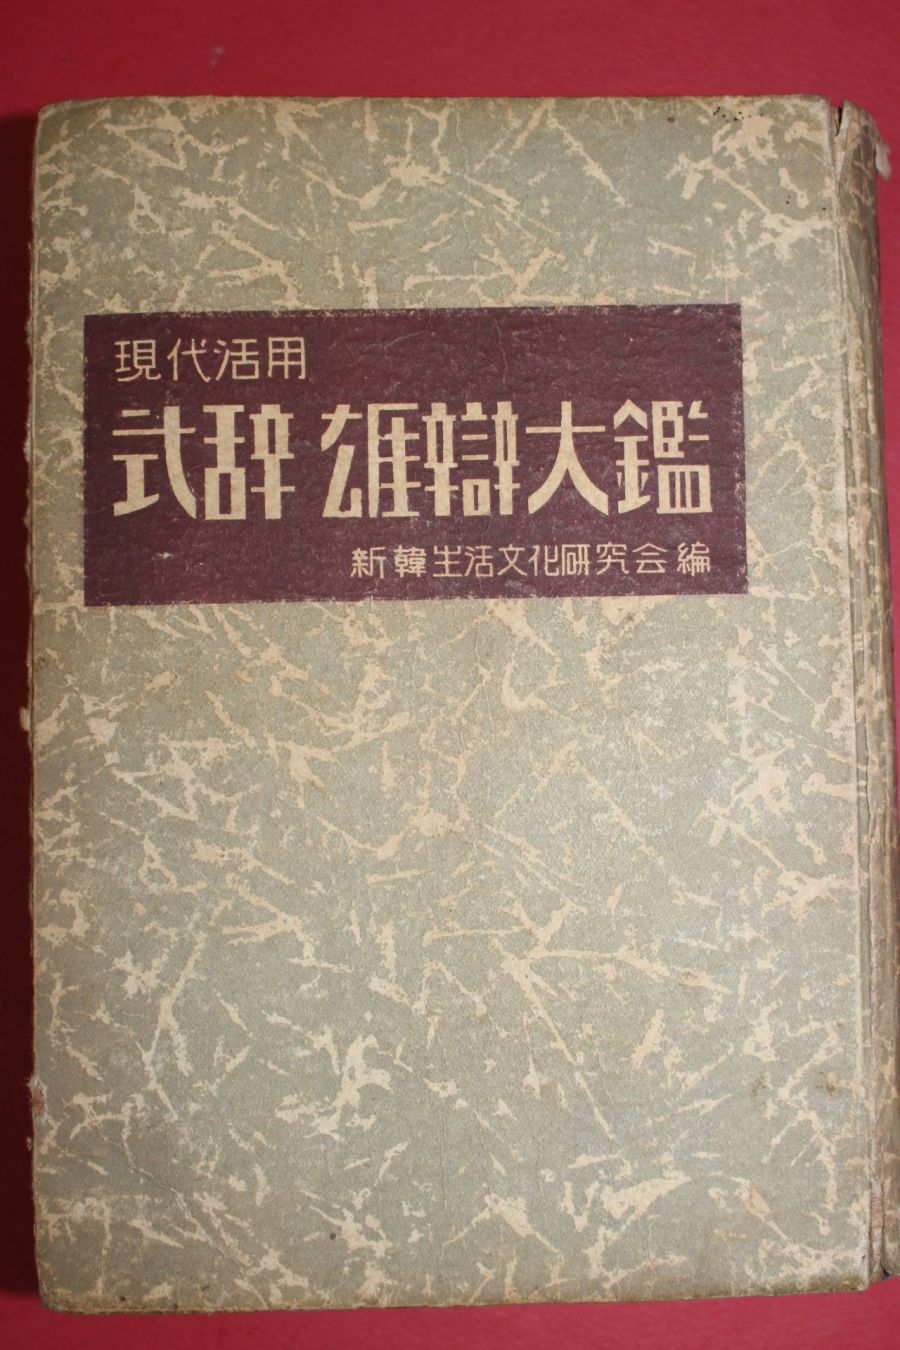 現代活用
式辞 雄辯大鑑
新韓生活文化研究会編